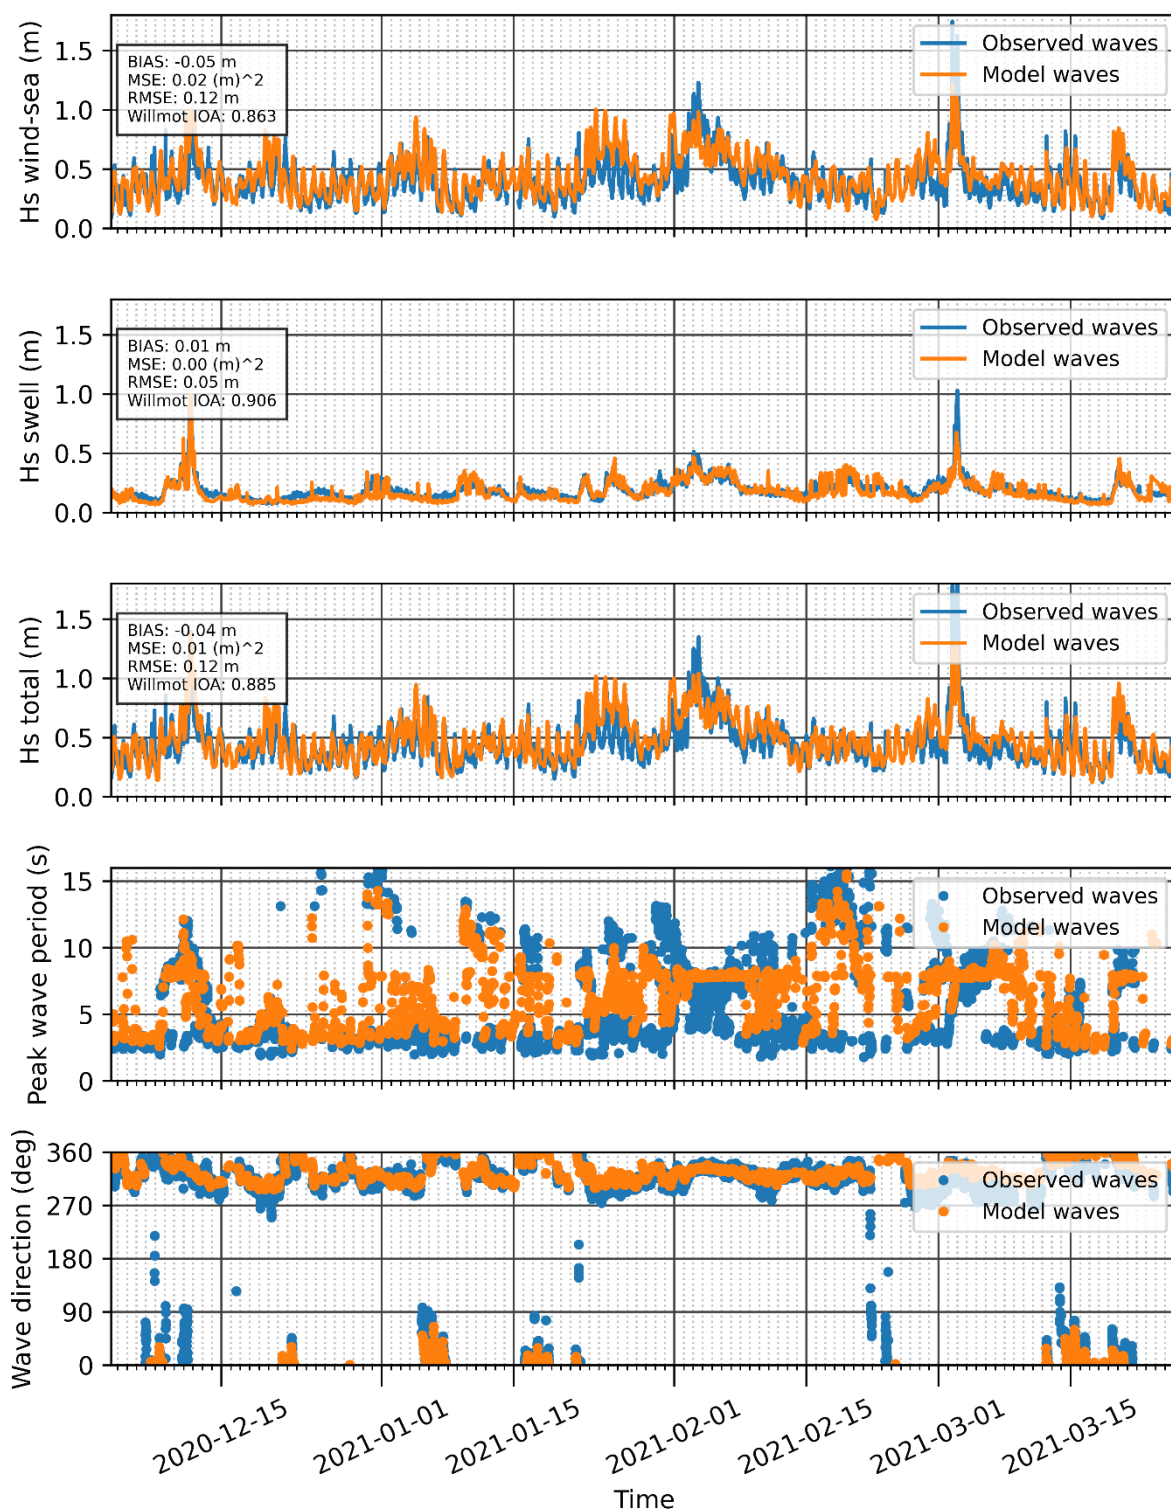 Hs wind-sea (m)
1.5
1.0
0.5
0.0
BIAS: -0.05 m
MSE: 0.02 (m)^2
RMSE: 0.12 m
Willmot IOA: 0.863
Observed waves
Model waves
Hs swell (m)
1.5
1.0
0.5
0.0
BIAS: 0.01 m
MSE: 0.00 (m)^2
RMSE: 0.05 m
Willmot IOA: 0.906
Observed waves
Model waves
Hs total (m)
1.5
1.0
0.5
0.0
BIAS: -0.04 m
MSE: 0.01 (m)^2
RMSE: 0.12 m
Willmot IOA: 0.885
Observed waves
Model waves
Peak wave period (s)
15
10
5
0
Observed waves
Model waves
Wave direction (deg)
360
270
180
90
0
Observed waves
Model waves
2020-12-15
2021-01-01
2021-01-15
2021-02-01
2021-02-15
2021-03-01
2021-03-15
Time